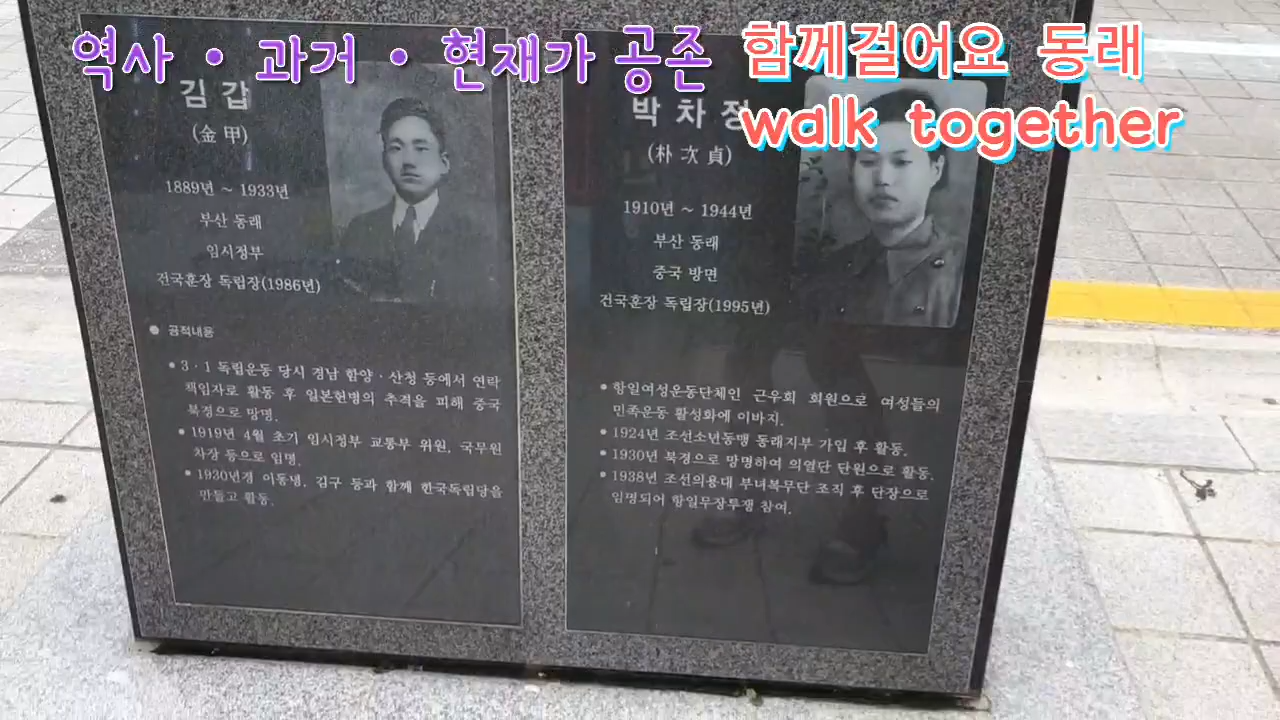 역사 · 과거 · 현재가 공존
함께걸어요 동래
walk together
김 갑
(金 甲)
1889년 ~ 1933년
부산 동래
임시정부
건국훈장 독립장(1986년)
● 공적내용
● 3 · 1 독립운동 당시 경남 함양 · 산청 등에서 연락
책임자로 활동 후 일본헌병의 추격을 피해 중국
북경으로 망명.
● 1919년 4월 초기 임시정부 교통부 위원, 국무원
차장 등으로 임명.
● 1930년경 이동녕, 김구 등과 함께 한국독립당을
만들고 활동.
박 차 정
(朴 次 貞)
1910년 ~ 1944년
부산 동래
중국 방면
건국훈장 독립장(1995년)
● 항일여성운동단체인 근우회 회원으로 여성들의
민족운동 활성화에 이바지.
● 1924년 조선소년동맹 동래지부 가입 후 활동.
● 1930년 북경으로 망명하여 의열단 단원으로 활동.
● 1938년 조선의용대 부녀복무단 조직 후 단장으로
임명되어 항일무장투쟁 참여.